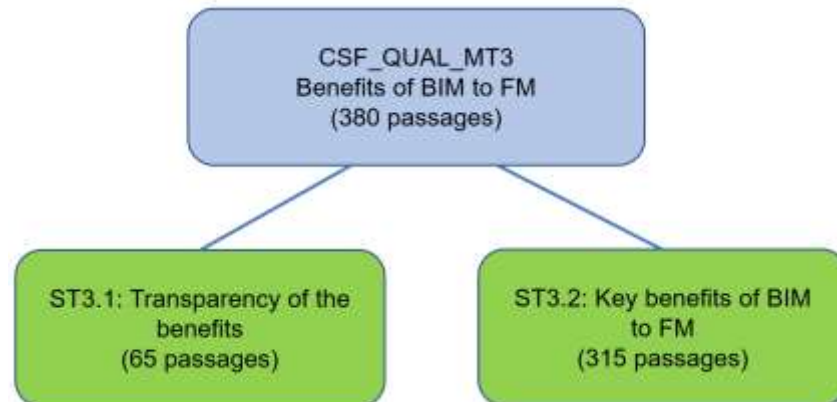 CSF_QUAL_MT3
Benefits of BIM to FM
(380 passages)
ST3.1: Transparency of the
benefits
(65 passages)
ST3.2: Key benefits of BIM
to FM
(315 passages)